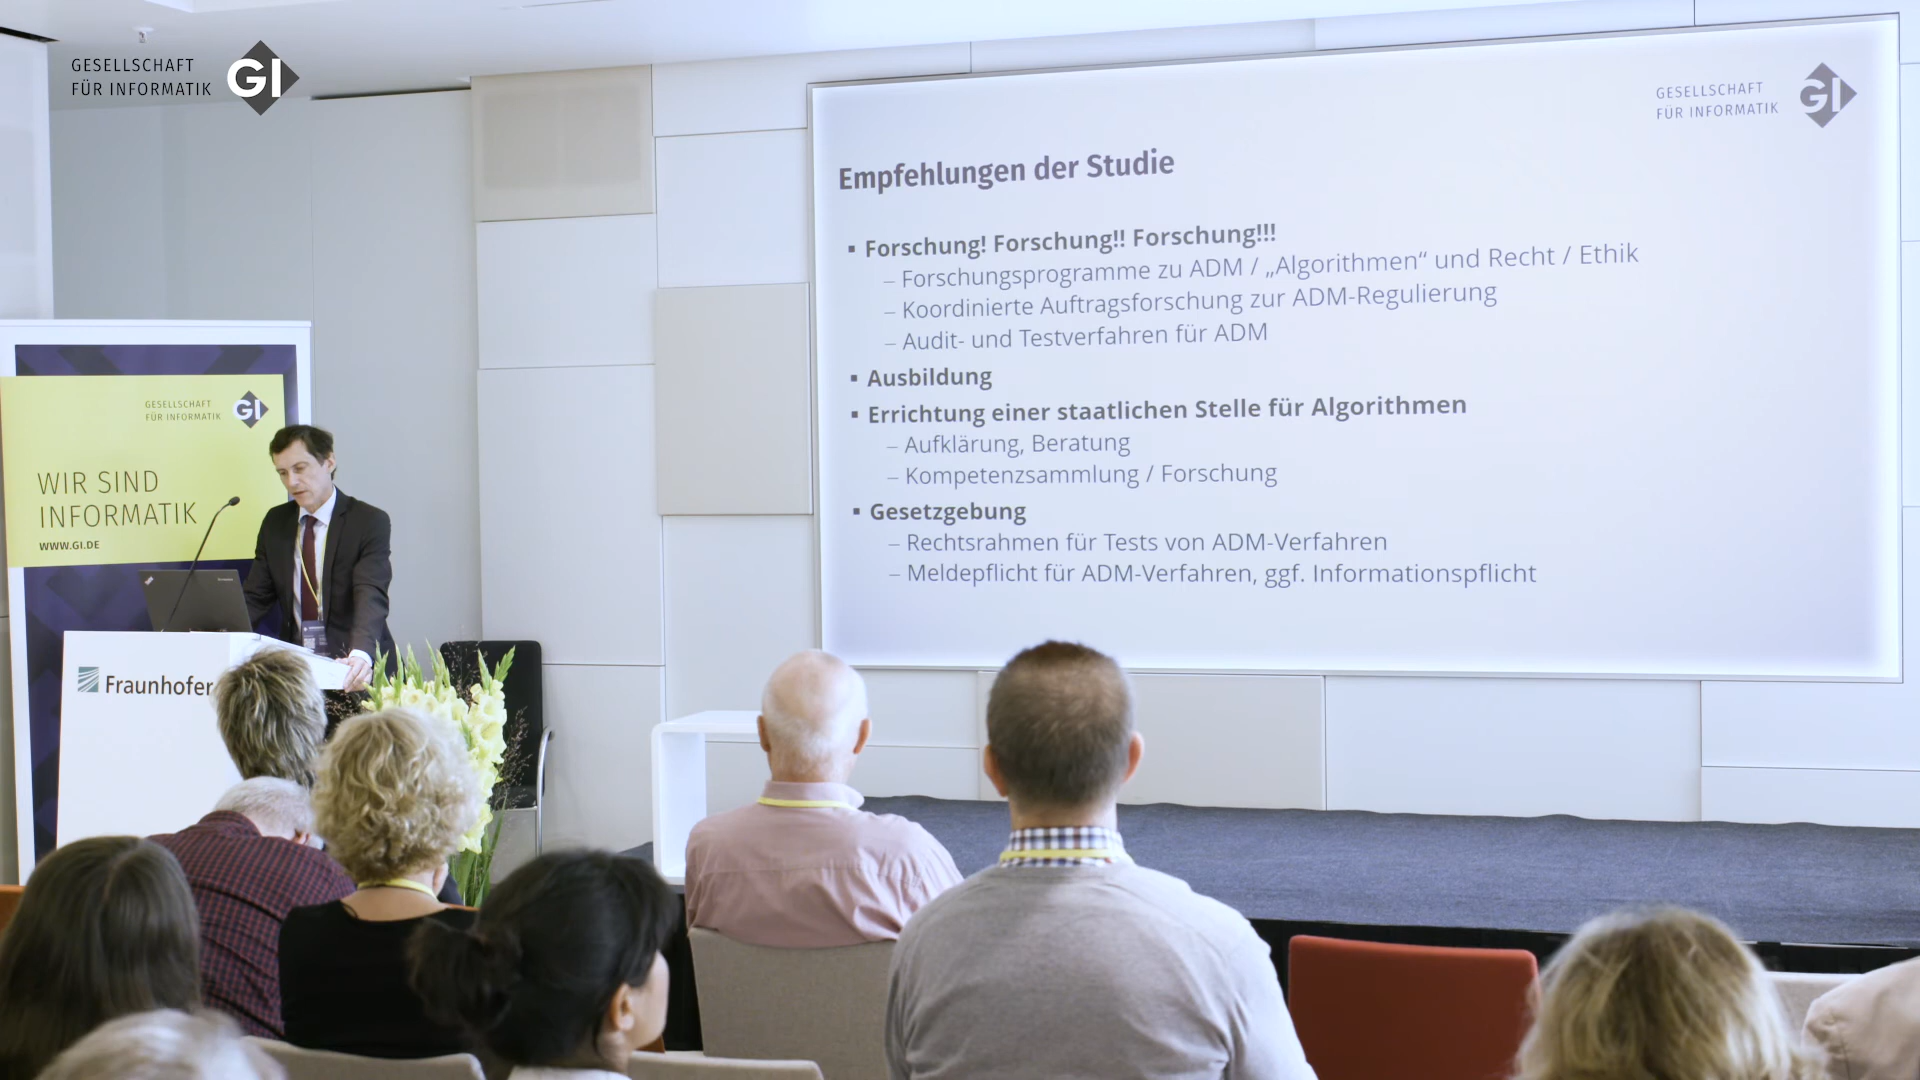 GESELLSCHAFT
FÜR INFORMATIK
GI
GESELLSCHAFT
FÜR INFORMATIK
GI
Empfehlungen der Studie
▪ Forschung! Forschung!! Forschung!!!
– Forschungsprogramme zu ADM / „Algorithmen“ und Recht / Ethik
– Koordinierte Auftragsforschung zur ADM-Regulierung
– Audit- und Testverfahren für ADM
▪ Ausbildung
▪ Errichtung einer staatlichen Stelle für Algorithmen
– Aufklärung, Beratung
– Kompetenzsammlung / Forschung
▪ Gesetzgebung
– Rechtsrahmen für Tests von ADM-Verfahren
– Meldepflicht für ADM-Verfahren, ggf. Informationspflicht
GESELLSCHAFT
FÜR INFORMATIK
GI
WIR SIND
INFORMATIK
WWW.GI.DE
Fraunhofer